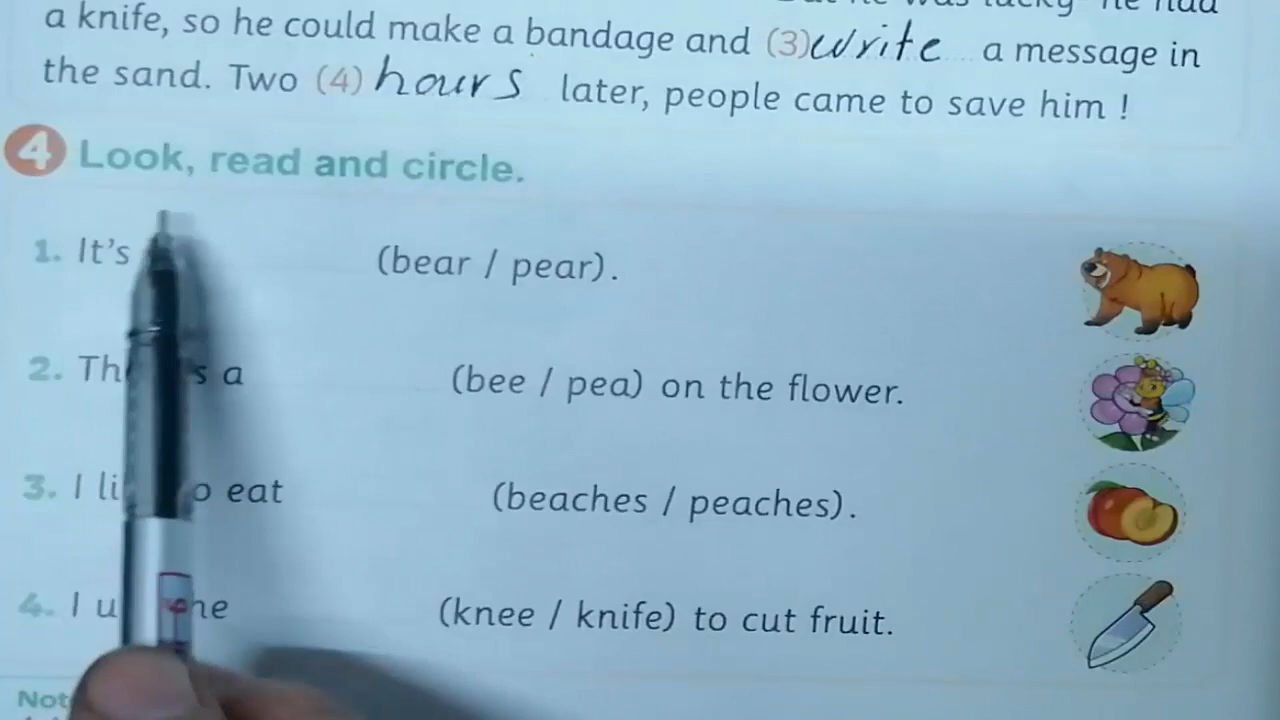 he had
a knife, so he could make a bandage and (3) write a message in
the sand. Two (4) hours later, people came to save him !
4 Look, read and circle.
1. It's (bear / pear).
2. a (bee / pea) on the flower.
3. I eat (beaches / peaches).
4. I (knee / knife) to cut fruit.